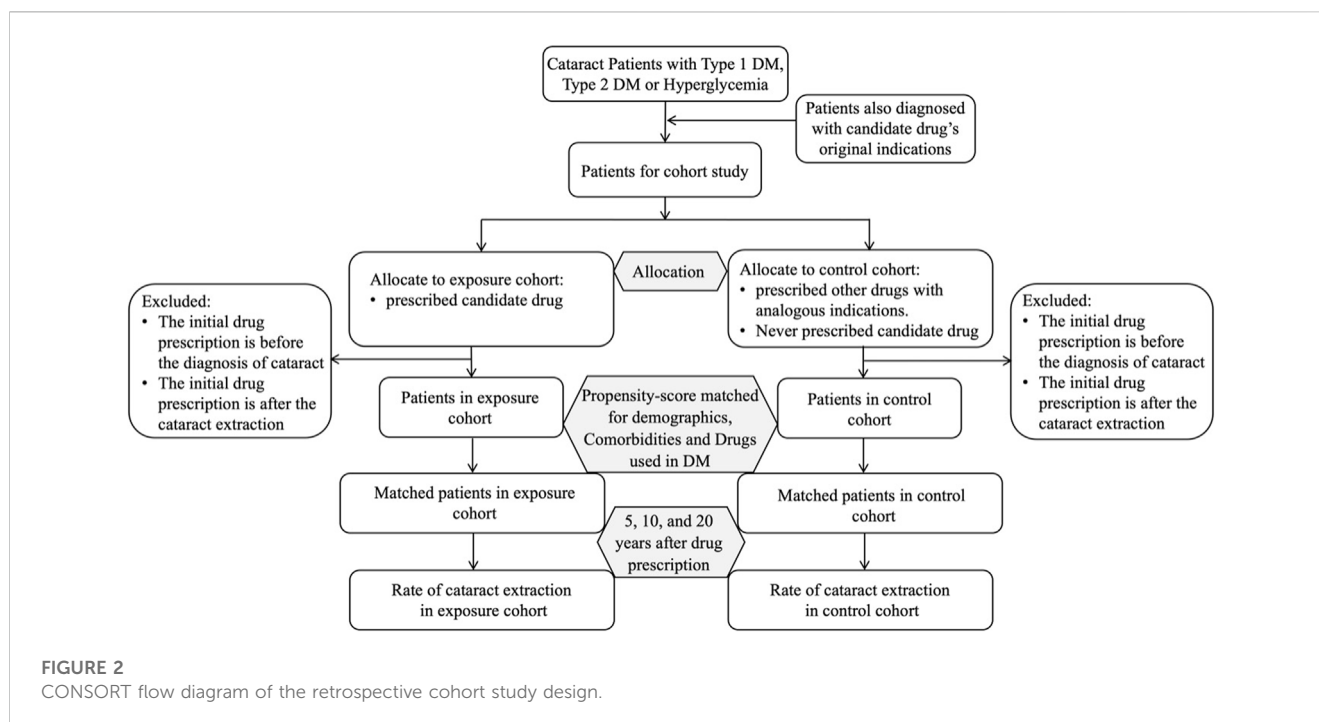 Cataract Patients with Type 1 DM,
Type 2 DM or Hyperglycemia
Patients also diagnosed
with candidate drug's
original indications
Patients for cohort study
Allocate to exposure cohort:
• prescribed candidate drug
Allocation
Allocate to control cohort:
• prescribed other drugs with
analogous indications.
• Never prescribed candidate drug
Excluded:
• The initial drug
prescription is before
the diagnosis of cataract
• The initial drug
prescription is after the
cataract extraction
Excluded:
• The initial drug
prescription is before
the diagnosis of cataract
• The initial drug
prescription is after the
cataract extraction
Patients in exposure
cohort
Propensity-score matched
for demographics,
Comorbidities and Drugs
used in DM
Patients in control
cohort
Matched patients in exposure
cohort
Matched patients in control
cohort
5, 10, and 20
years after drug
prescription
Rate of cataract extraction
in exposure cohort
Rate of cataract extraction
in control cohort
FIGURE 2
CONSORT flow diagram of the retrospective cohort study design.